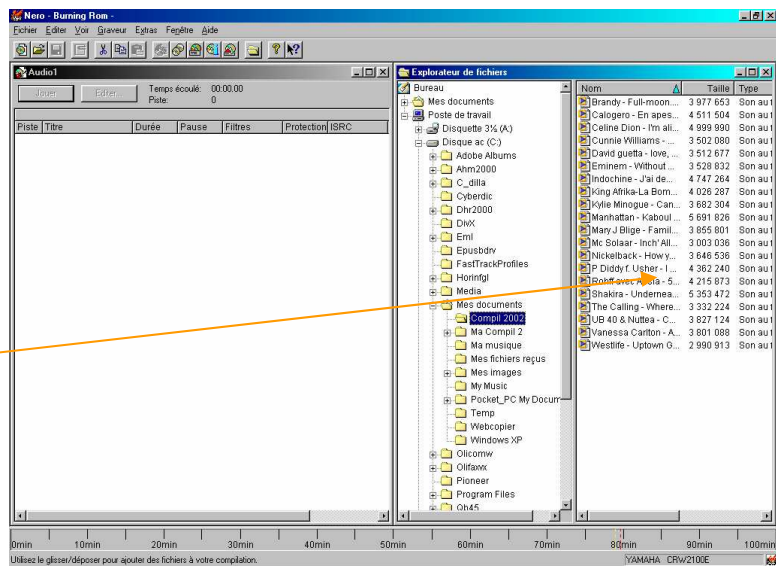 Nero - Burning Rom -
Fichier Editer Voir Graveur Extras Fenêtre Aide
Audio1
Jouer Editer...
Temps écoulé: 00:00.00
Piste: 0
Piste Titre Durée Pause Filtres Protection ISRC
Explorateur de fichiers
Bureau
Mes documents
Poste de travail
Disquette 3½ (A:)
Disque ac (C:)
Adobe Albums
Ahm2000
C_dilla
Cyberdic
Dhr2000
DivX
Eml
Epusbdrv
FastTrackProfiles
Horinfgl
Media
Mes documents
Compil 2002
Ma Compil 2
Ma musique
Mes fichiers reçus
Mes images
My Music
Pocket_PC My Docum
Temp
Webcopier
Windows XP
Olicomw
Olifaxwx
Pioneer
Program Files
Qb45
Nom Taille Type
Brandy - Full-moon.... 3 977 653 Son au f
Calogero - En apes... 4 511 504 Son au f
Celine Dion - I'm ali... 4 999 990 Son au f
Cunnie Williams - ... 3 502 080 Son au f
David guetta - love, ... 3 512 677 Son au f
Eminem - Without ... 3 528 832 Son au f
Indochine - J'ai de... 4 747 264 Son au f
King Afrika-La Bom... 4 026 287 Son au f
Kylie Minogue - Can... 3 682 304 Son au f
Manhattan - Kaboul ... 5 691 826 Son au f
Mary J Blige - Famil... 3 855 801 Son au f
Mc Solaar - Inch' All... 3 003 036 Son au f
Nickelback - How y... 3 646 536 Son au f
P Diddy f. Usher - I ... 4 362 240 Son au f
Rohff avec - 5... 4 215 873 Son au f
Shakira - Undernea... 5 353 472 Son au f
The Calling - Where... 3 332 224 Son au f
UB 40 & Nuttea - C... 3 827 124 Son au f
Vanessa Carlton - A... 3 801 088 Son au f
Westlife - Uptown G... 2 990 913 Son au f
0min 10min 20min 30min 40min 50min 60min 70min 80min 90min 100min
Utilisez le glisser/déposer pour ajouter des fichiers à votre compilation.
YAMAHA CRW2100E